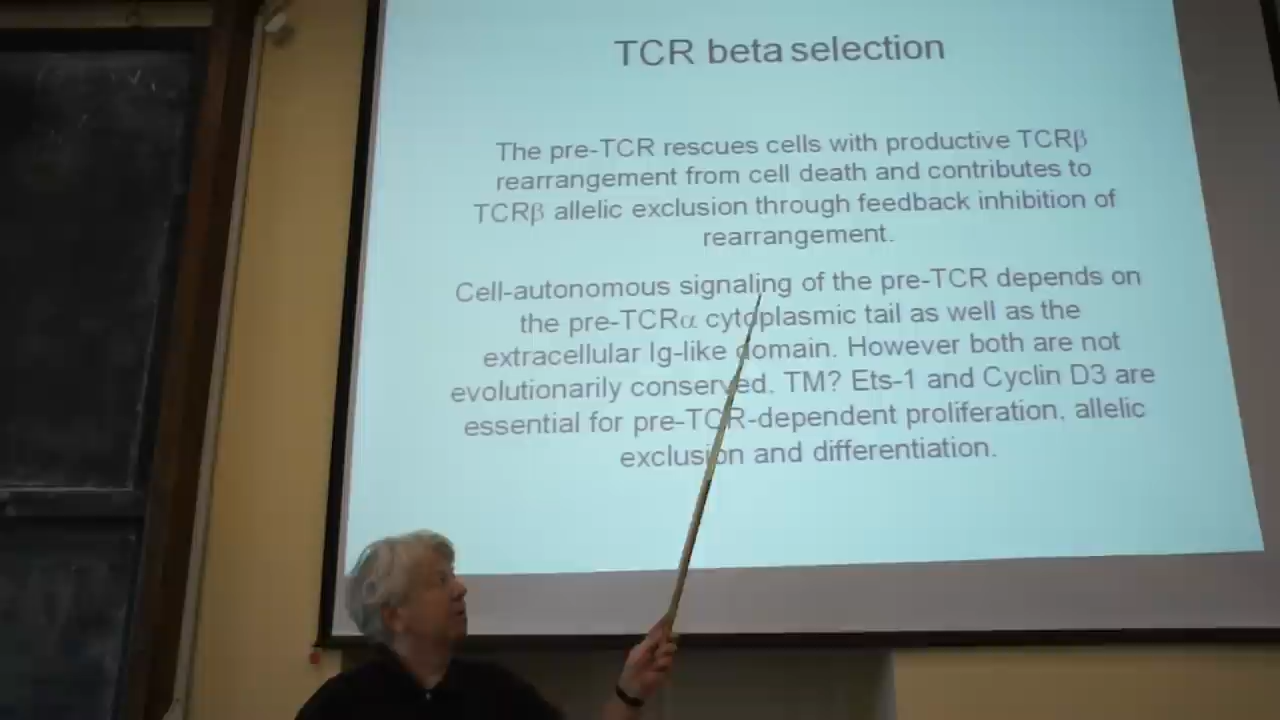 TCR beta selection
The pre-TCR rescues cells with productive TCRβ
rearrangement from cell death and contributes to
TCRβ allelic exclusion through feedback inhibition of
rearrangement.
Cell-autonomous signaling of the pre-TCR depends on
the pre-TCRα cytoplasmic tail as well as the
extracellular Ig-like domain. However both are not
evolutionarily conserved. TM? Ets-1 and Cyclin D3 are
essential for pre-TCR-dependent proliferation, allelic
exclusion and differentiation.